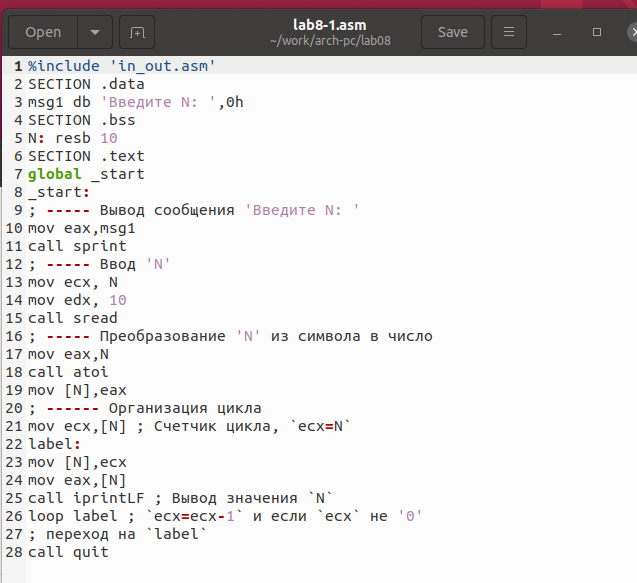 Open
lab8-1.asm
~/work/arch-pc/lab08
Save
1 %include 'in_out.asm'
2 SECTION .data
3 msg1 db 'Введите N: ',0h
4 SECTION .bss
5 N: resb 10
6 SECTION .text
7 global _start
8 _start:
9 ; ----- Вывод сообщения 'Введите N: '
10 mov eax,msg1
11 call sprint
12 ; ----- Ввод 'N'
13 mov ecx, N
14 mov edx, 10
15 call sread
16 ; ----- Преобразование 'N' из символа в число
17 mov eax,N
18 call atoi
19 mov [N],eax
20 ; ------ Организация цикла
21 mov ecx,[N] ; Счетчик цикла, `ecx=N`
22 label:
23 mov [N],ecx
24 mov eax,[N]
25 call iprintLF ; Вывод значения `N`
26 loop label ; `ecx=ecx-1` и если `ecx` не '0'
27 ; переход на `label`
28 call quit